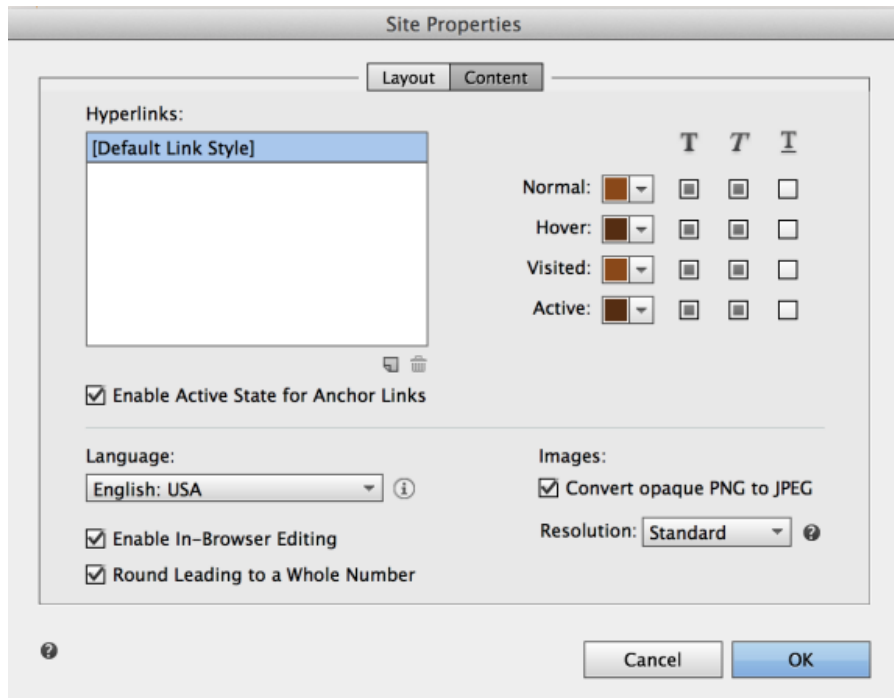 Site Properties
Layout Content
Hyperlinks:
[Default Link Style]
T T T
Normal:
Hover:
Visited:
Active:
Enable Active State for Anchor Links
Language:
English: USA
Enable In-Browser Editing
Round Leading to a Whole Number
Images:
Convert opaque PNG to JPEG
Resolution: Standard
Cancel OK